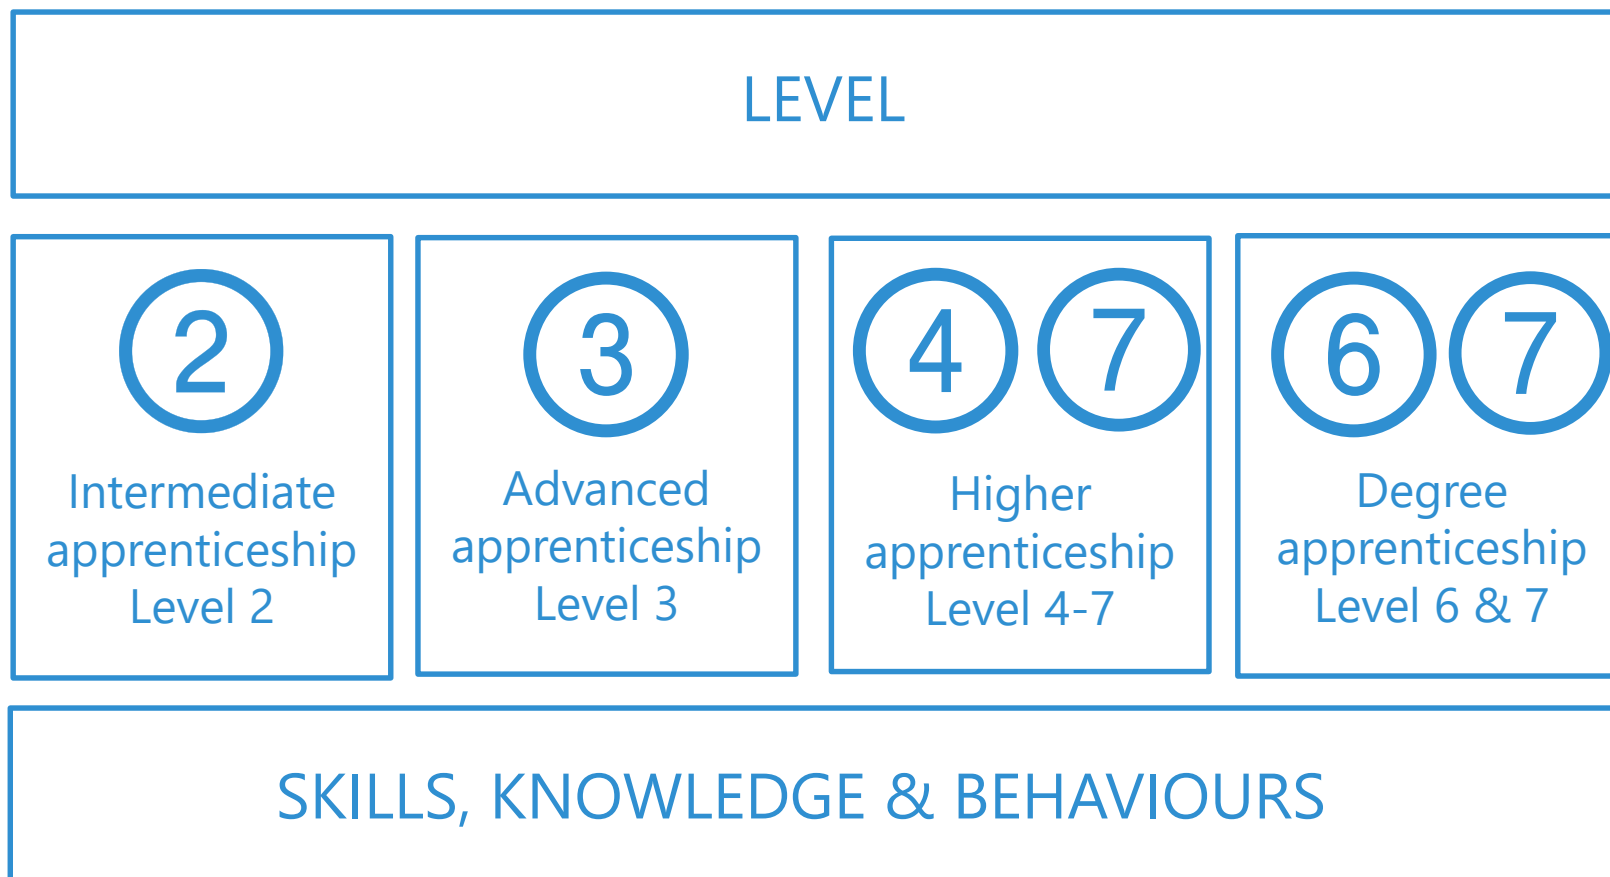 LEVEL
2
Intermediate
apprenticeship
Level 2
3
Advanced
apprenticeship
Level 3
4 7
Higher
apprenticeship
Level 4-7
6 7
Degree
apprenticeship
Level 6 & 7
SKILLS, KNOWLEDGE & BEHAVIOURS